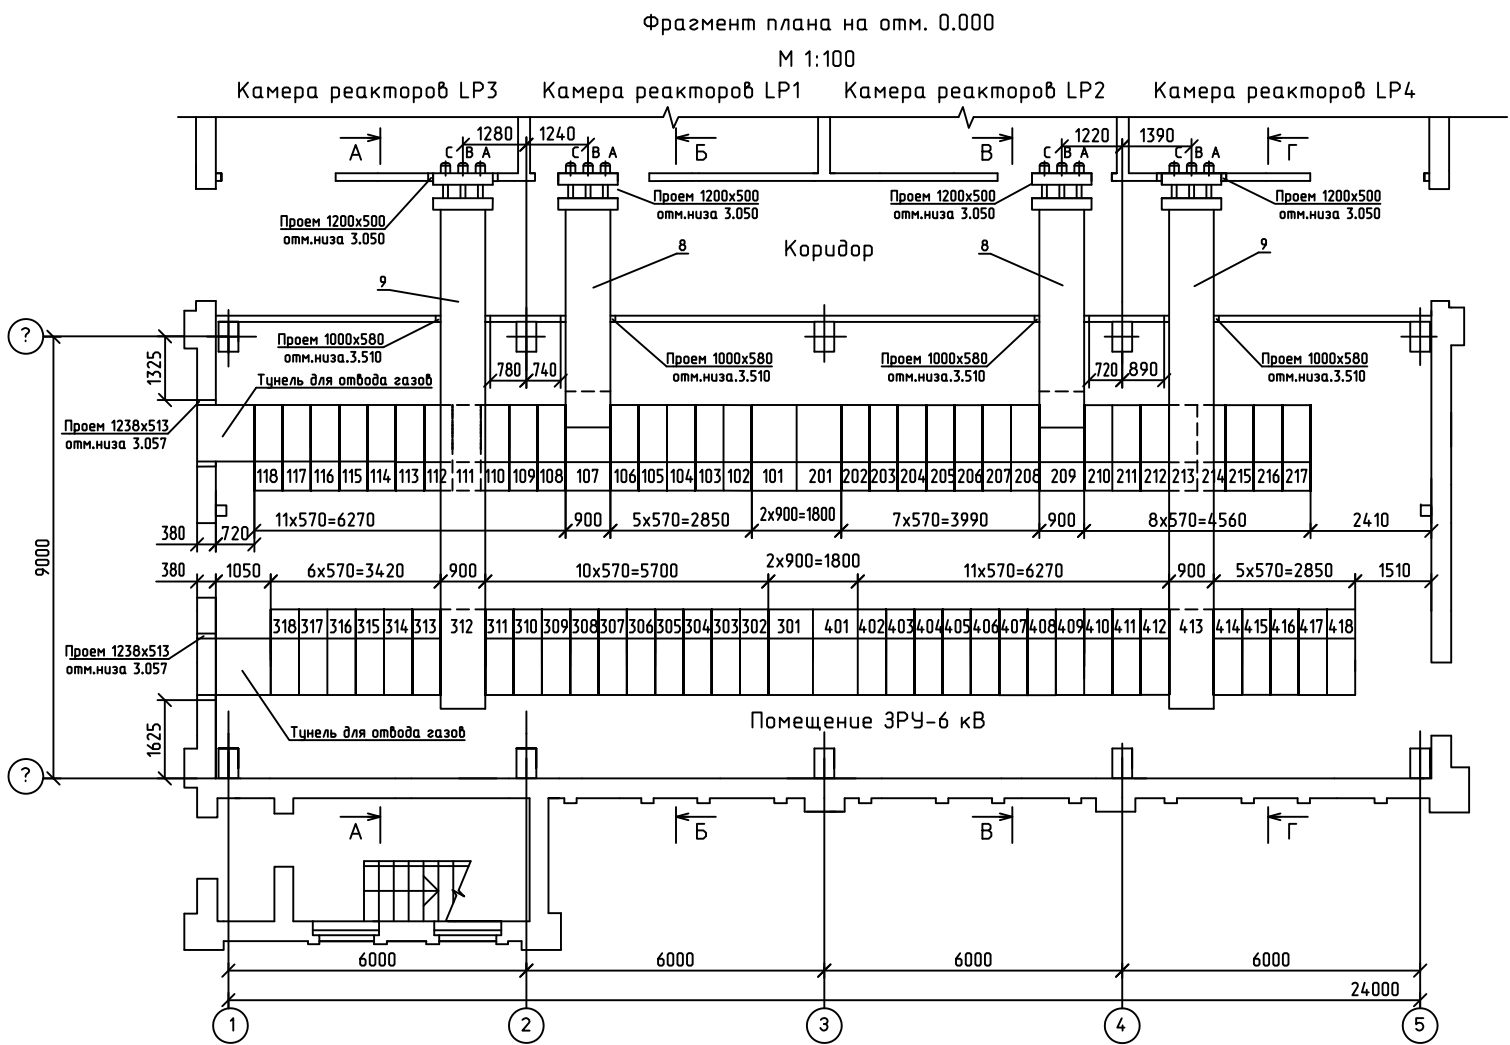 Фрагмент плана на отм. 0.000
М 1:100
Камера реакторов LP3
Камера реакторов LP1
Камера реакторов LP2
Камера реакторов LP4
А
1280
1240
Б
В
1220
1390
Г
С В А
С В А
С В А
С В А
Проем 1200х500
отм.низа 3.050
Проем 1200х500
отм.низа 3.050
Проем 1200х500
отм.низа 3.050
Проем 1200х500
отм.низа 3.050
Коридор
9
8
8
9
?
1325
Проем 1000х580
отм.низа.3.510
Проем 1000х580
отм.низа.3.510
Проем 1000х580
отм.низа.3.510
Проем 1000х580
отм.низа.3.510
780
740
720
890
Тунель для отвода газов
Проем 1238х513
отм.низа 3.057
118 117 116 115 114 113 112 111 110 109 108 107 106 105 104 103 102 101 201 202 203 204 205 206 207 208 209 210 211 212 213 214 215 216 217
380
720
11х570=6270
900
5х570=2850
2х900=1800
7х570=3990
900
8х570=4560
2410
9000
380
1050
6х570=3420
900
10х570=5700
2х900=1800
11х570=6270
900
5х570=2850
1510
318 317 316 315 314 313 312 311 310 309 308 307 306 305 304 303 302 301 401 402 403 404 405 406 407 408 409 410 411 412 413 414 415 416 417 418
Проем 1238х513
отм.низа 3.057
1625
Тунель для отвода газов
Помещение ЗРУ-6 кВ
?
А
Б
В
Г
6000
6000
6000
6000
24000
1
2
3
4
5